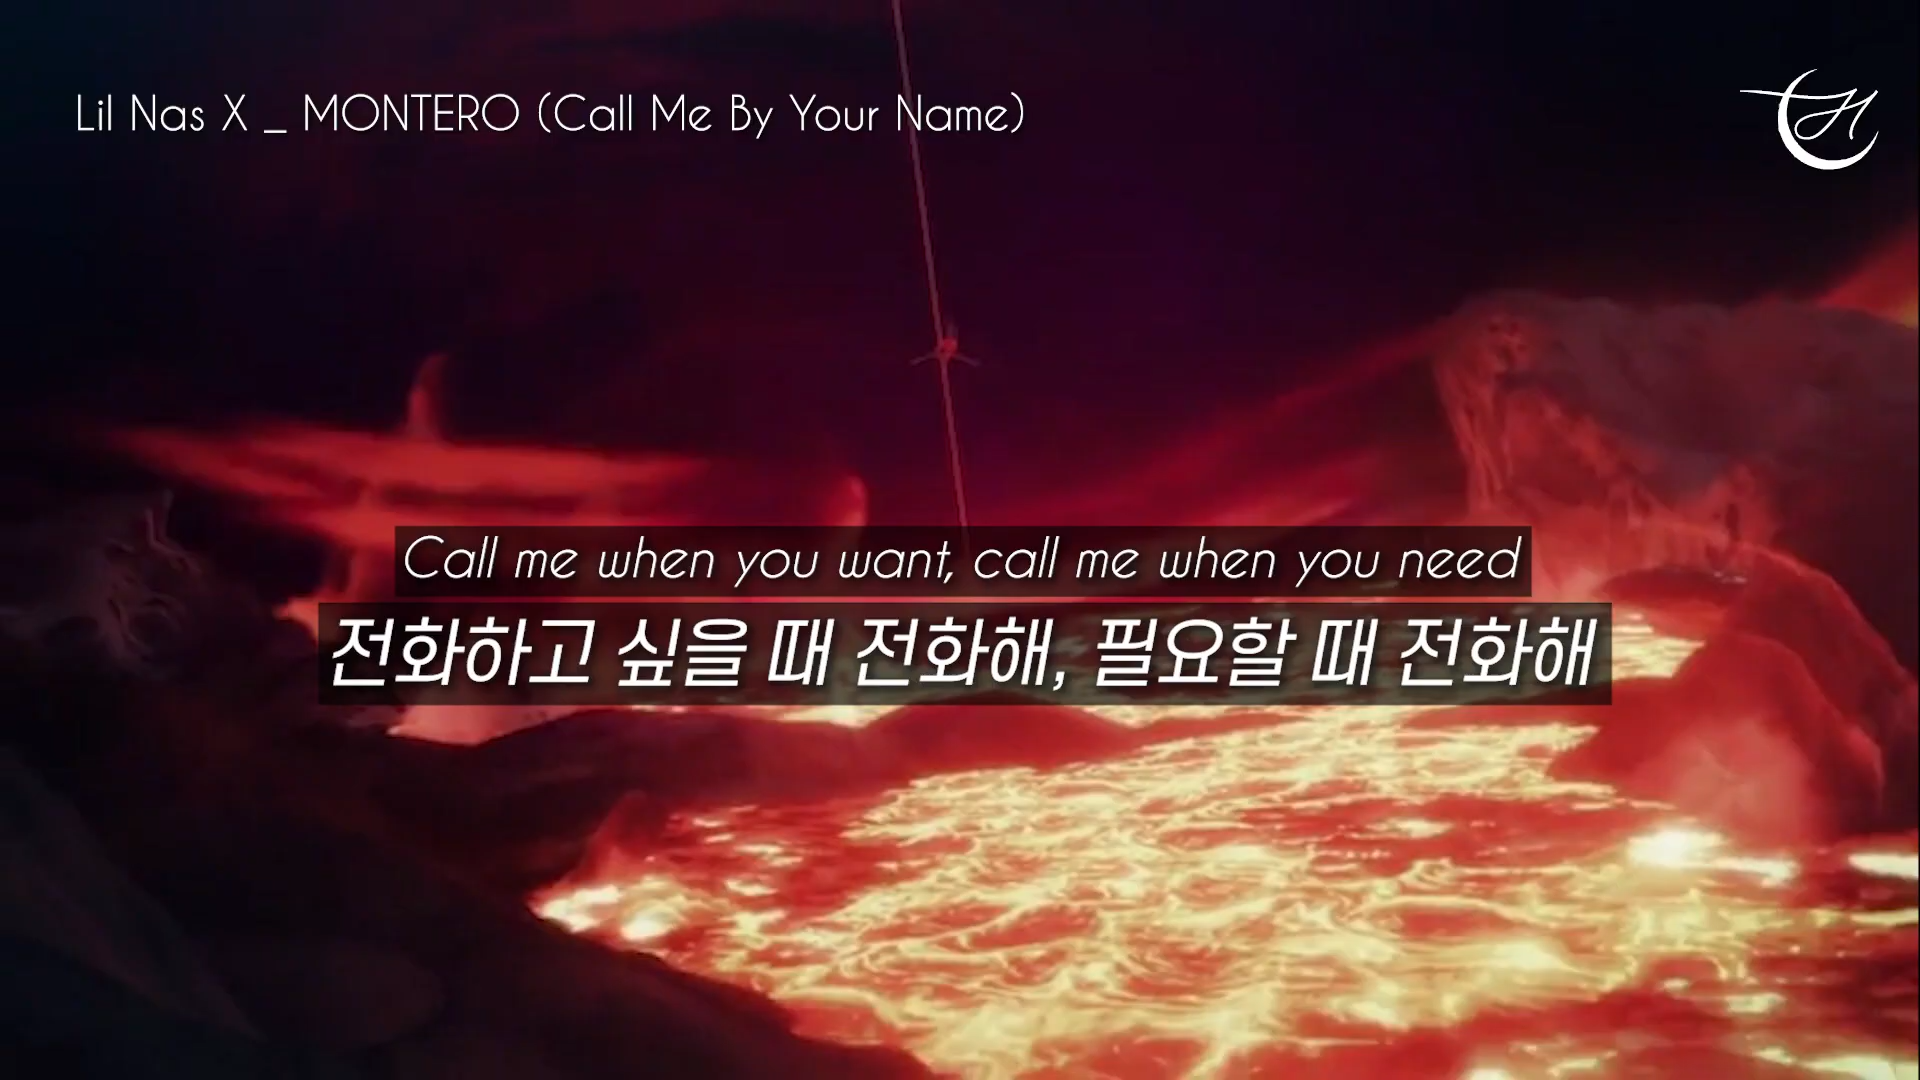 Lil Nas X _ MONTERO (Call Me By Your Name)
Call me when you want, call me when you need
전화하고 싶을 때 전화해, 필요할 때 전화해